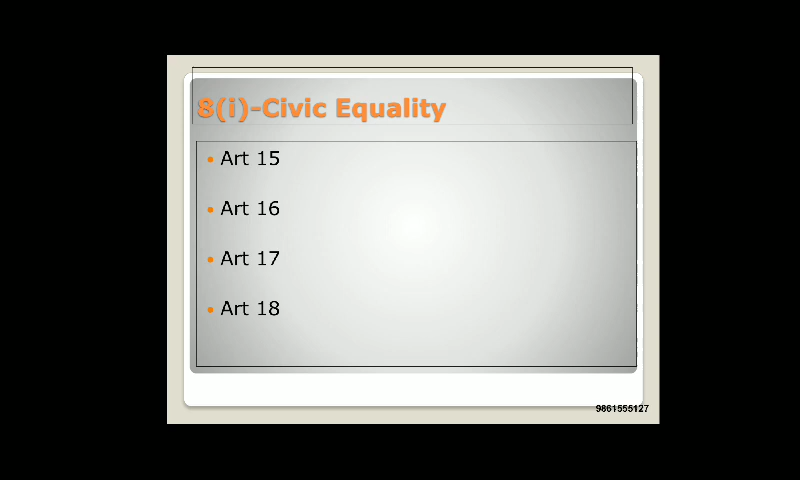 8(i)-Civic Equality
• Art 15
• Art 16
• Art 17
• Art 18
9861555127